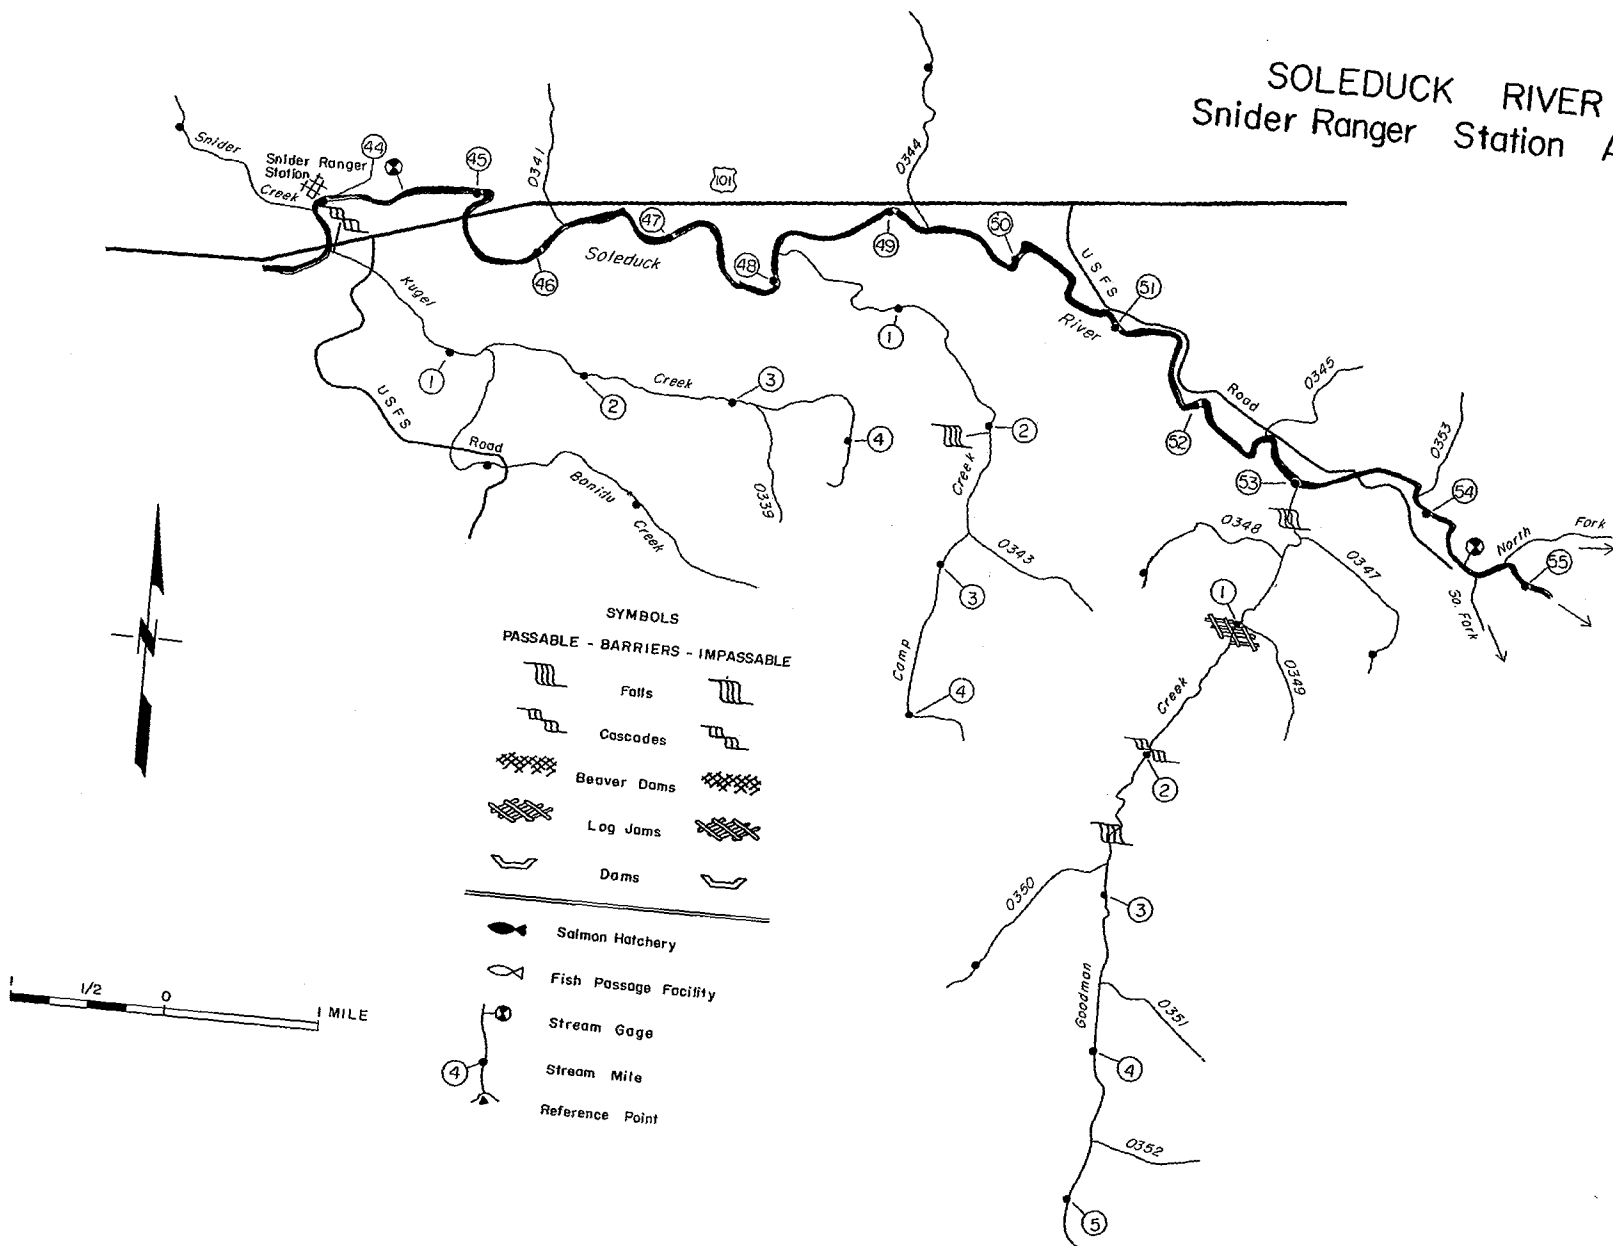 SOLEDUCK RIVER
Snider Ranger Station A
Snider
Creek
Snider Ranger
Station
44
45
0341
101
0344
46
47
Soleduck
48
49
50
51
USFS
River
Kugel
1
2
Creek
3
4
0339
USFS
Road
Bonidu
Creek
1
2
Creek
0343
3
Camp
4
Road
52
0345
53
0353
54
North
Fork
55
So. Fork
0348
0347
1
0349
Creek
2
0350
3
Goodman
0351
4
0352
5
N
SYMBOLS
PASSABLE - BARRIERS - IMPASSABLE
Falls
Cascades
Beaver Dams
Log Jams
Dams
Salmon Hatchery
Fish Passage Facility
Stream Gage
4
Stream Mile
Reference Point
1 1/2 0 1 MILE